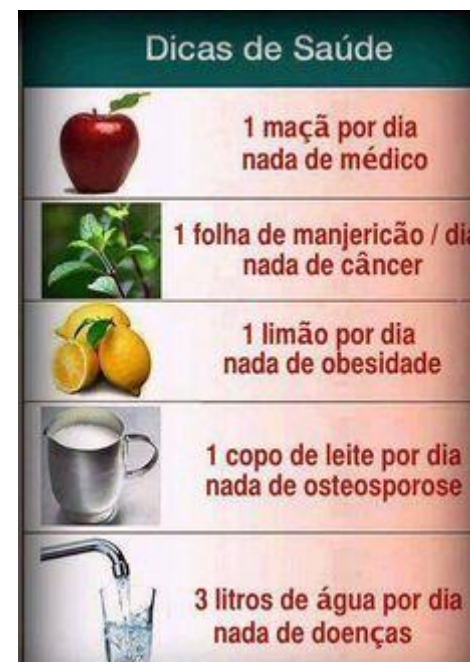 Dicas de Saúde
1 maçã por dia
nada de médico
1 folha de manjericão / dia
nada de câncer
1 limão por dia
nada de obesidade
1 copo de leite por dia
nada de osteosporose
3 litros de água por dia
nada de doenças